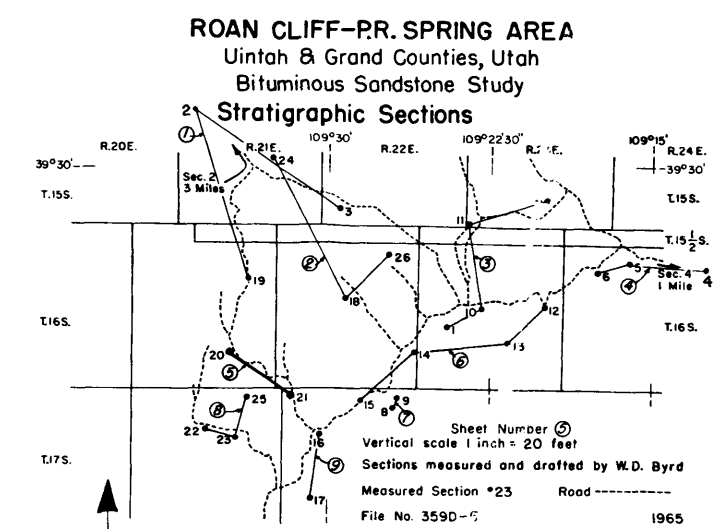 ROAN CLIFF-P.R. SPRING AREA
Uintah & Grand Counties, Utah
Bituminous Sandstone Study
Stratigraphic Sections
2
1
R.20E.
R.21E.
109°30'
R.22E.
109°22'30"
109°15'
R.24E.
39°30'
39°30'
24
Sec. 2
3 Miles
T.15S.
T.15S.
3
11
T.15 1/2 S.
2
26
3
6
5
4
4
Sec. 4
1 Mile
19
18
10
12
T.16S.
1
T.16S.
20
14
6
13
5
8
25
21
15
9
8
7
22
23
16
Sheet Number 5
Vertical scale 1 inch = 20 feet
T.17S.
9
Sections measured and drafted by W.D. Byrd
17
Measured Section •23
Road
File No. 359D-5
1965